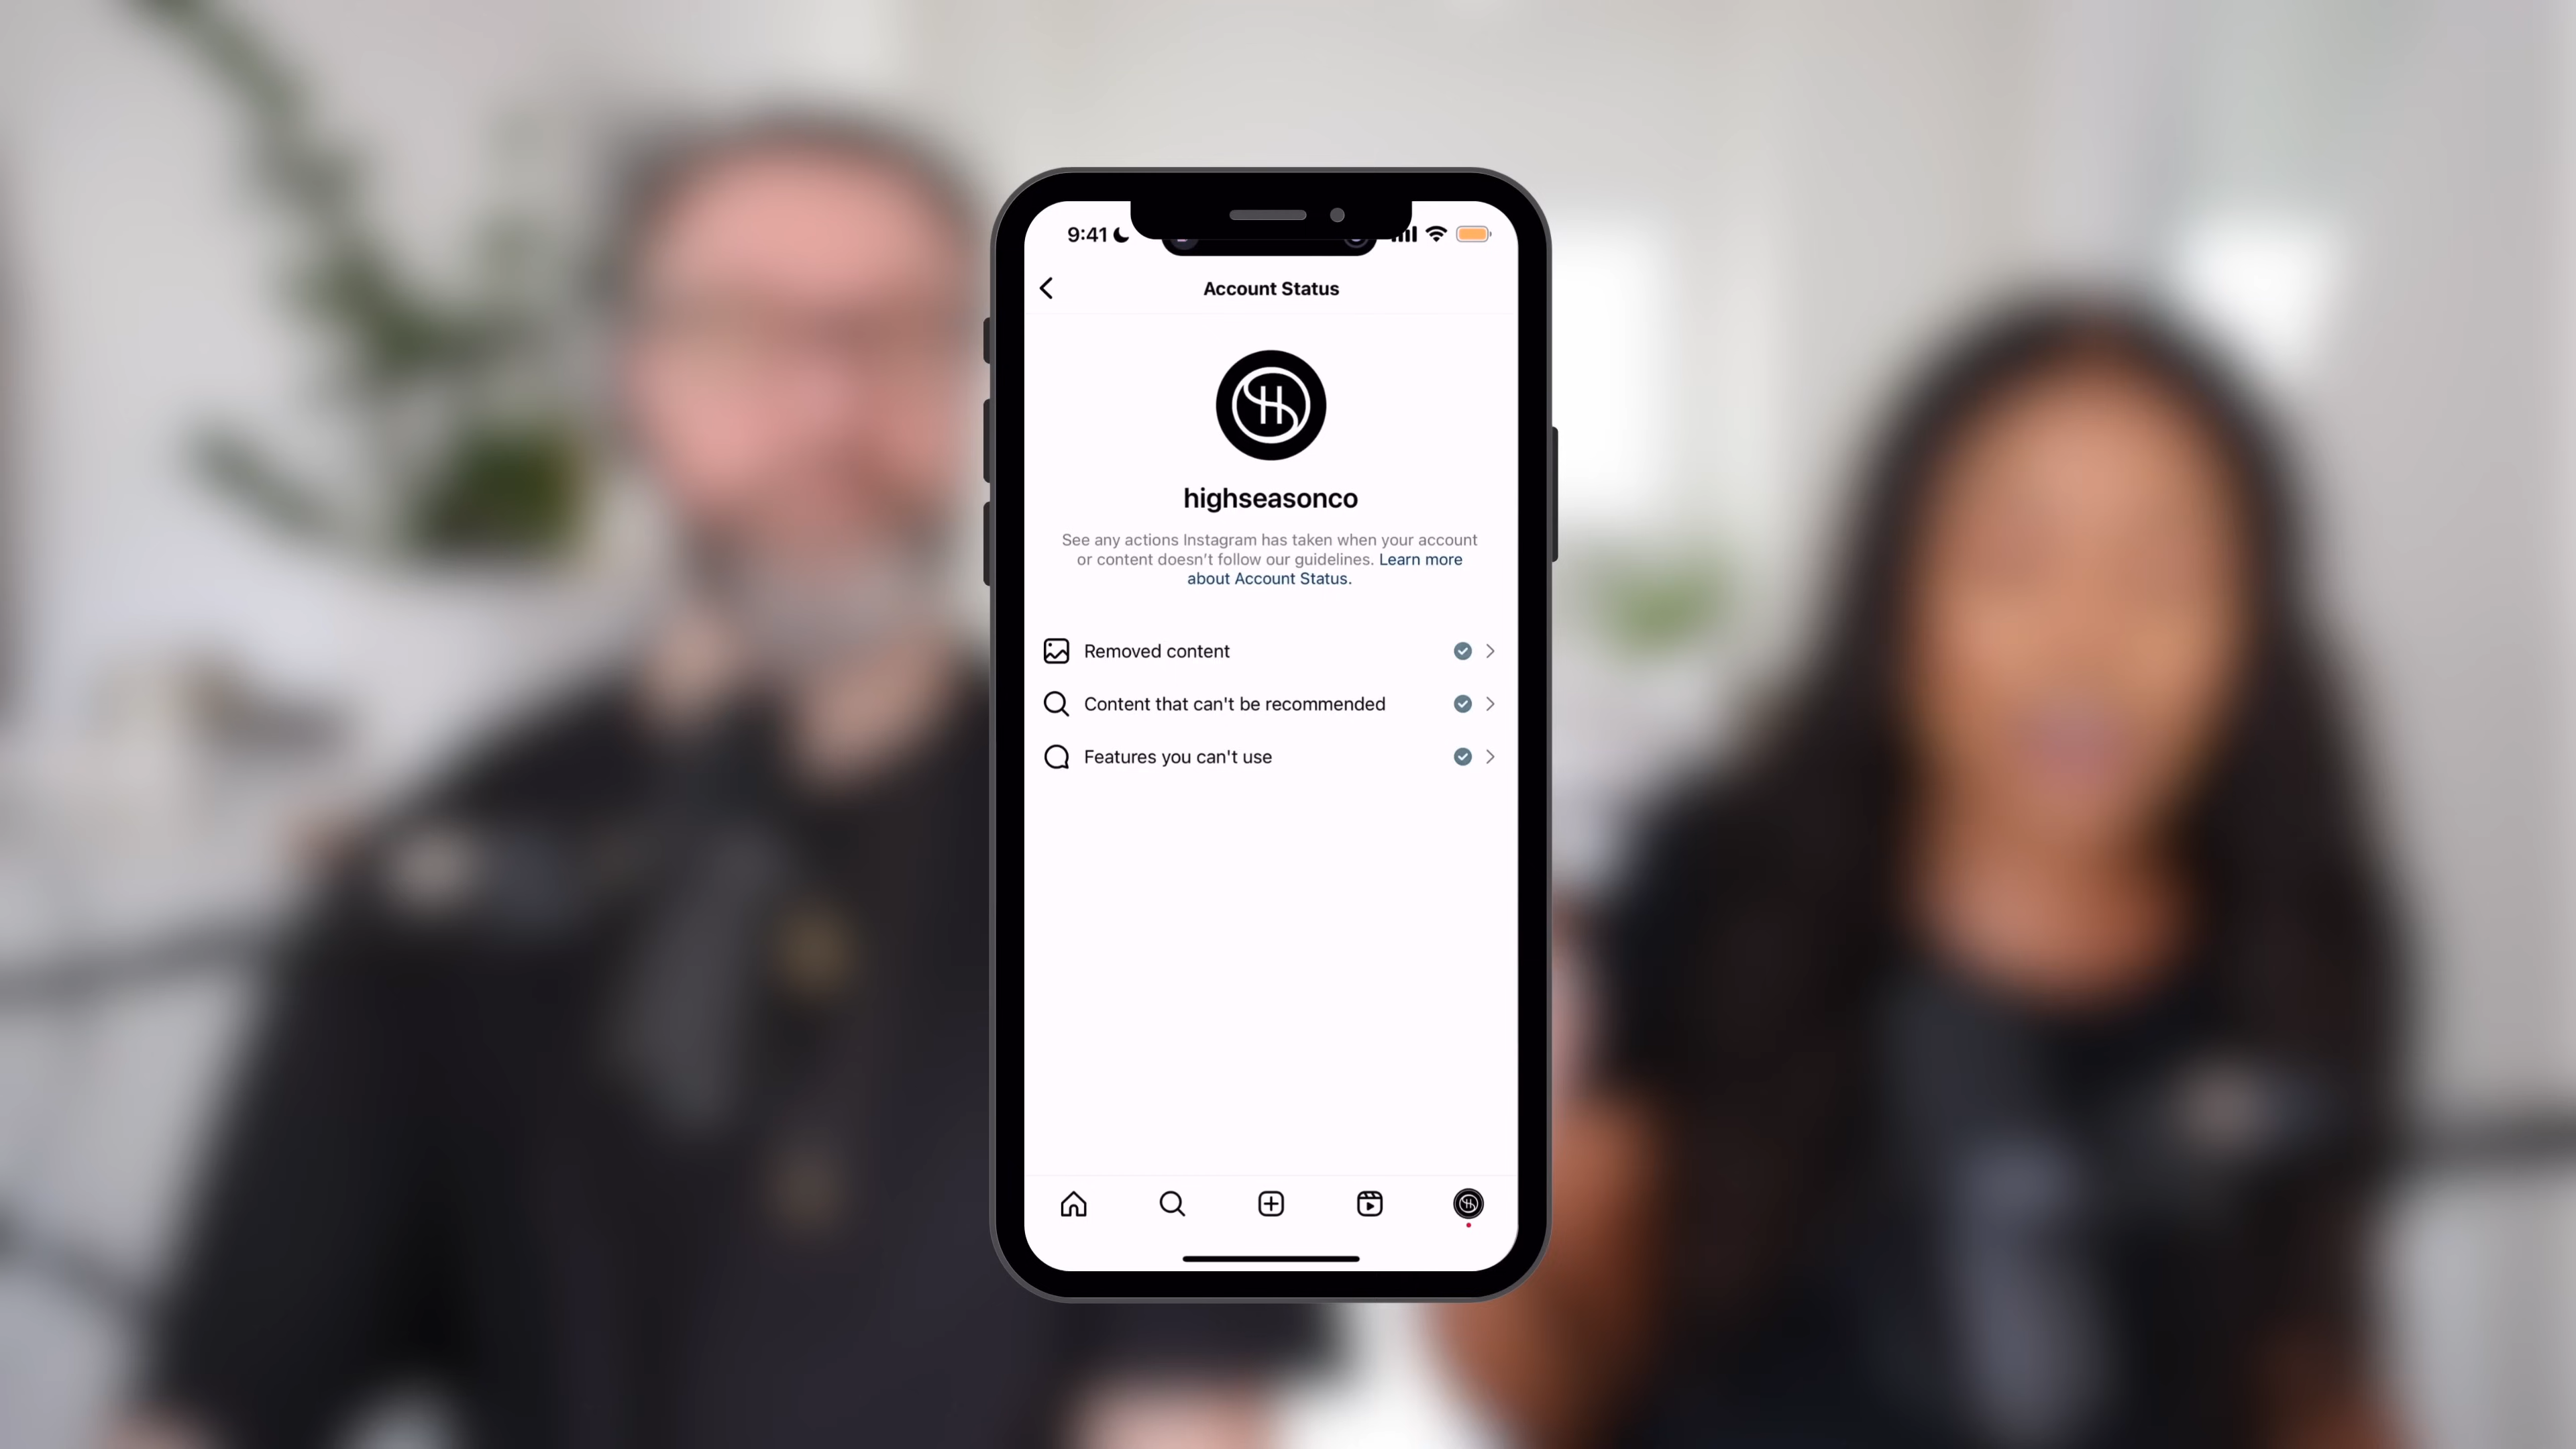 9:41
Account Status
highseasonco
See any actions Instagram has taken when your account
or content doesn't follow our guidelines. Learn more
about Account Status.
Removed content
Content that can't be recommended
Features you can't use